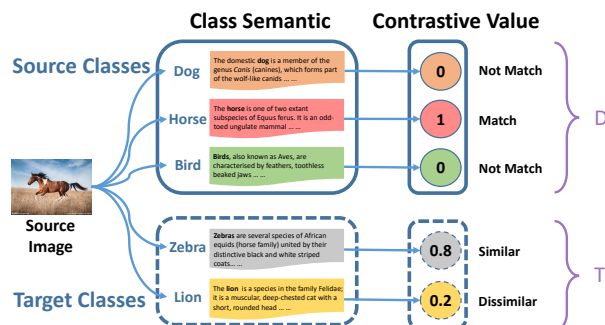 Class Semantic
Contrastive Value
Source Classes
Dog
The domestic dog is a member of the
genus Canis (canines), which forms part
of the wolf-like canids ... ...
0
Not Match
Horse
The horse is one of two extant
subspecies of Equus ferus. It is an odd-
toed ungulate mammal ... ...
1
Match
D
Bird
Birds, also known as Aves, are
characterised by feathers, toothless
beaked jaws ... ...
0
Not Match
Source
Image
Zebra
Zebras are several species of African
equids (horse family) united by their
distinctive black and white striped
coats... ...
0.8
Similar
T
Target Classes
Lion
The lion is a species in the family Felidae;
it is a muscular, deep-chested cat with a
short, rounded head ... ...
0.2
Dissimilar